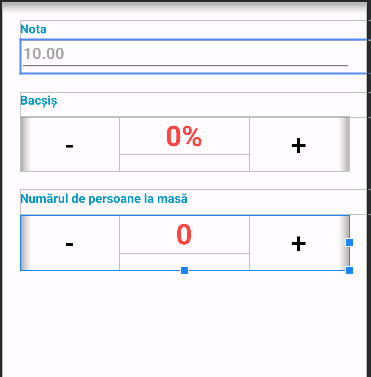 Nota
10.00
Bacșiș
- 0% +
Numărul de persoane la masă
- 0 +